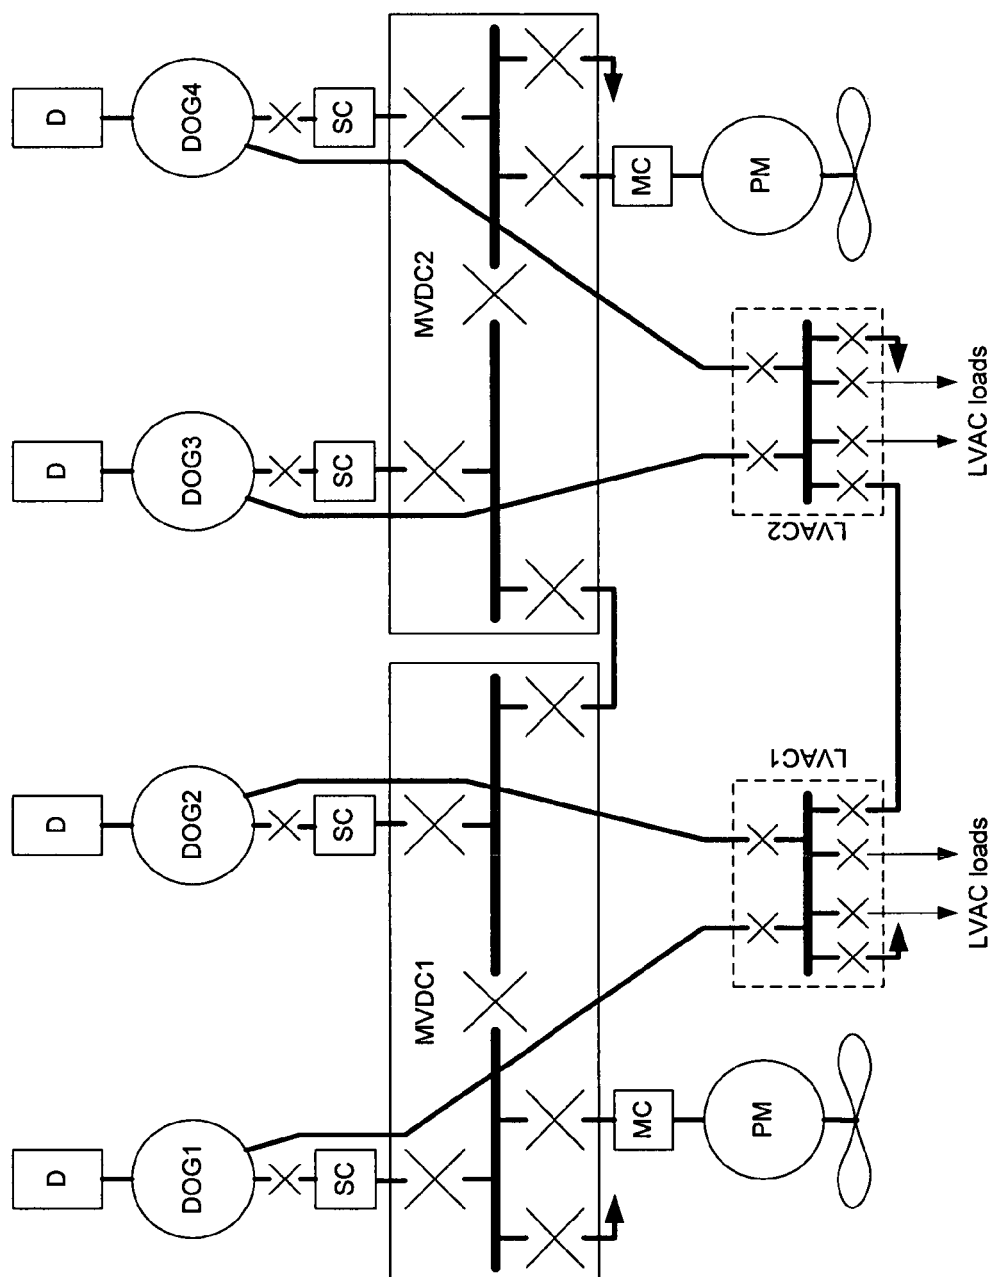 D
D
D
D
DOG1
DOG2
DOG3
DOG4
SC
SC
SC
SC
MVDC1
MVDC2
MC
MC
PM
PM
LVAC1
LVAC2
LVAC loads
LVAC loads